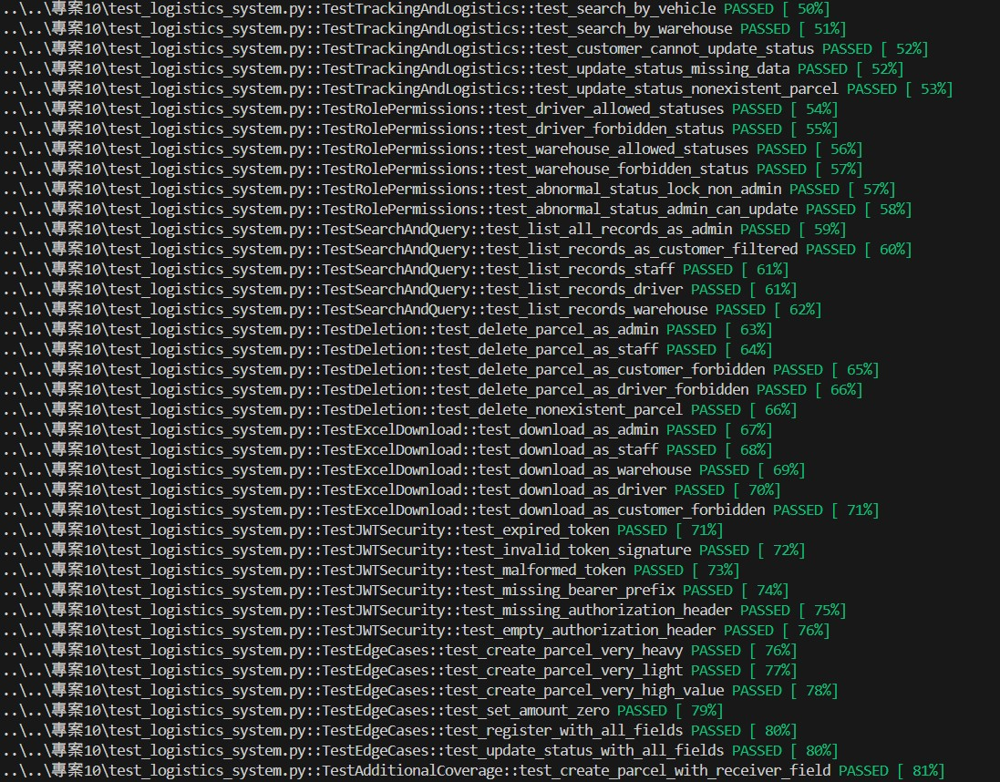 ..\..\專案10\test_logistics_system.py::TestTrackingAndLogistics::test_search_by_vehicle PASSED [ 50%]
..\..\專案10\test_logistics_system.py::TestTrackingAndLogistics::test_search_by_warehouse PASSED [ 51%]
..\..\專案10\test_logistics_system.py::TestTrackingAndLogistics::test_customer_cannot_update_status PASSED [ 52%]
..\..\專案10\test_logistics_system.py::TestTrackingAndLogistics::test_update_status_missing_data PASSED [ 52%]
..\..\專案10\test_logistics_system.py::TestTrackingAndLogistics::test_update_status_nonexistent_parcel PASSED [ 53%]
..\..\專案10\test_logistics_system.py::TestRolePermissions::test_driver_allowed_statuses PASSED [ 54%]
..\..\專案10\test_logistics_system.py::TestRolePermissions::test_driver_forbidden_status PASSED [ 55%]
..\..\專案10\test_logistics_system.py::TestRolePermissions::test_warehouse_allowed_statuses PASSED [ 56%]
..\..\專案10\test_logistics_system.py::TestRolePermissions::test_warehouse_forbidden_status PASSED [ 57%]
..\..\專案10\test_logistics_system.py::TestRolePermissions::test_abnormal_status_lock_non_admin PASSED [ 57%]
..\..\專案10\test_logistics_system.py::TestRolePermissions::test_abnormal_status_admin_can_update PASSED [ 58%]
..\..\專案10\test_logistics_system.py::TestSearchAndQuery::test_list_all_records_as_admin PASSED [ 59%]
..\..\專案10\test_logistics_system.py::TestSearchAndQuery::test_list_records_as_customer_filtered PASSED [ 60%]
..\..\專案10\test_logistics_system.py::TestSearchAndQuery::test_list_records_staff PASSED [ 61%]
..\..\專案10\test_logistics_system.py::TestSearchAndQuery::test_list_records_driver PASSED [ 61%]
..\..\專案10\test_logistics_system.py::TestSearchAndQuery::test_list_records_warehouse PASSED [ 62%]
..\..\專案10\test_logistics_system.py::TestDeletion::test_delete_parcel_as_admin PASSED [ 63%]
..\..\專案10\test_logistics_system.py::TestDeletion::test_delete_parcel_as_staff PASSED [ 64%]
..\..\專案10\test_logistics_system.py::TestDeletion::test_delete_parcel_as_customer_forbidden PASSED [ 65%]
..\..\專案10\test_logistics_system.py::TestDeletion::test_delete_parcel_as_driver_forbidden PASSED [ 66%]
..\..\專案10\test_logistics_system.py::TestDeletion::test_delete_nonexistent_parcel PASSED [ 66%]
..\..\專案10\test_logistics_system.py::TestExcelDownload::test_download_as_admin PASSED [ 67%]
..\..\專案10\test_logistics_system.py::TestExcelDownload::test_download_as_staff PASSED [ 68%]
..\..\專案10\test_logistics_system.py::TestExcelDownload::test_download_as_warehouse PASSED [ 69%]
..\..\專案10\test_logistics_system.py::TestExcelDownload::test_download_as_driver PASSED [ 70%]
..\..\專案10\test_logistics_system.py::TestExcelDownload::test_download_as_customer_forbidden PASSED [ 71%]
..\..\專案10\test_logistics_system.py::TestJWTSecurity::test_expired_token PASSED [ 71%]
..\..\專案10\test_logistics_system.py::TestJWTSecurity::test_invalid_token_signature PASSED [ 72%]
..\..\專案10\test_logistics_system.py::TestJWTSecurity::test_malformed_token PASSED [ 73%]
..\..\專案10\test_logistics_system.py::TestJWTSecurity::test_missing_bearer_prefix PASSED [ 74%]
..\..\專案10\test_logistics_system.py::TestJWTSecurity::test_missing_authorization_header PASSED [ 75%]
..\..\專案10\test_logistics_system.py::TestJWTSecurity::test_empty_authorization_header PASSED [ 76%]
..\..\專案10\test_logistics_system.py::TestEdgeCases::test_create_parcel_very_heavy PASSED [ 76%]
..\..\專案10\test_logistics_system.py::TestEdgeCases::test_create_parcel_very_light PASSED [ 77%]
..\..\專案10\test_logistics_system.py::TestEdgeCases::test_create_parcel_very_high_value PASSED [ 78%]
..\..\專案10\test_logistics_system.py::TestEdgeCases::test_set_amount_zero PASSED [ 79%]
..\..\專案10\test_logistics_system.py::TestEdgeCases::test_register_with_all_fields PASSED [ 80%]
..\..\專案10\test_logistics_system.py::TestEdgeCases::test_update_status_with_all_fields PASSED [ 80%]
..\..\專案10\test_logistics_system.py::TestAdditionalCoverage::test_create_parcel_with_receiver_field PASSED [ 81%]